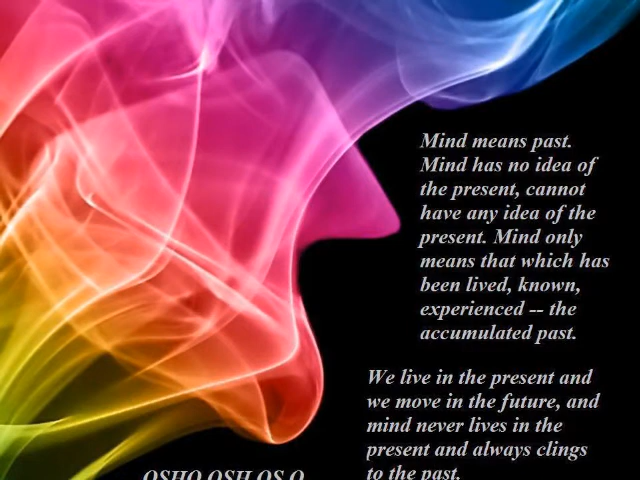 Mind means past.
Mind has no idea of
the present, cannot
have any idea of the
present. Mind only
means that which has
been lived, known,
experienced -- the
accumulated past.
We live in the present and
we move in the future, and
mind never lives in the
present and always clings
to the past.
OSHO